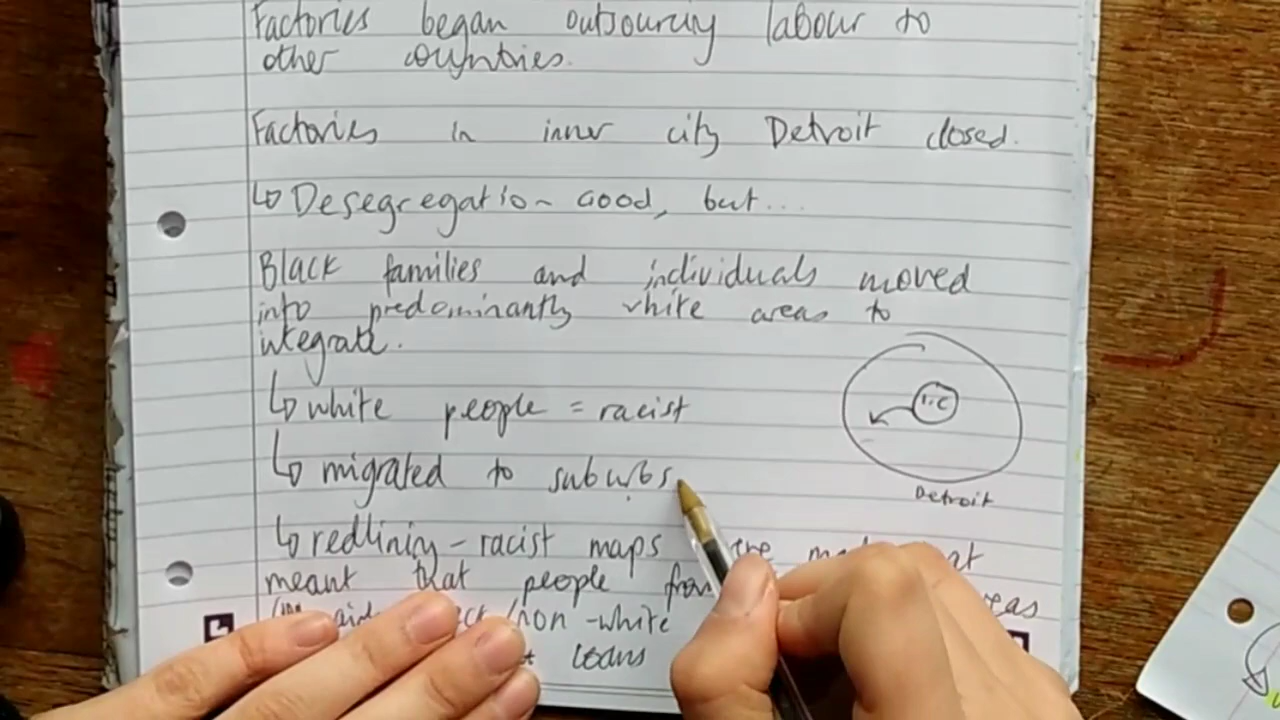 Factories began outsourcing labour to
other countries.
Factories in inner city Detroit closed.
↳ Desegregation Good, but...
Black families and individuals moved
into predominantly white areas to
integrate.
↳ white people = racist
I.C
↳ migrated to suburbs
Detroit
↳ redlining - racist maps
meant that people from
/non-white
loans